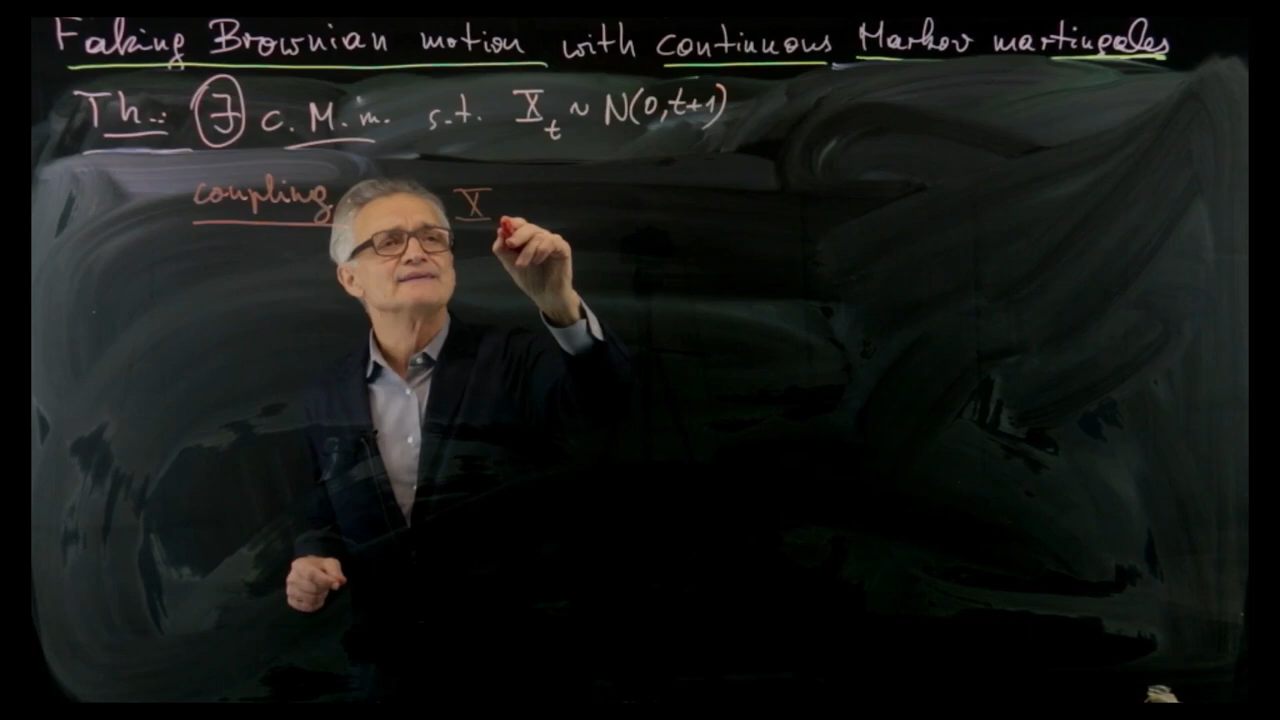 Faking Brownian motion with continuous Markov martingales
Th.: ∃ c. M. m. s.t. X_t ~ N(0,t+1)
coupling X